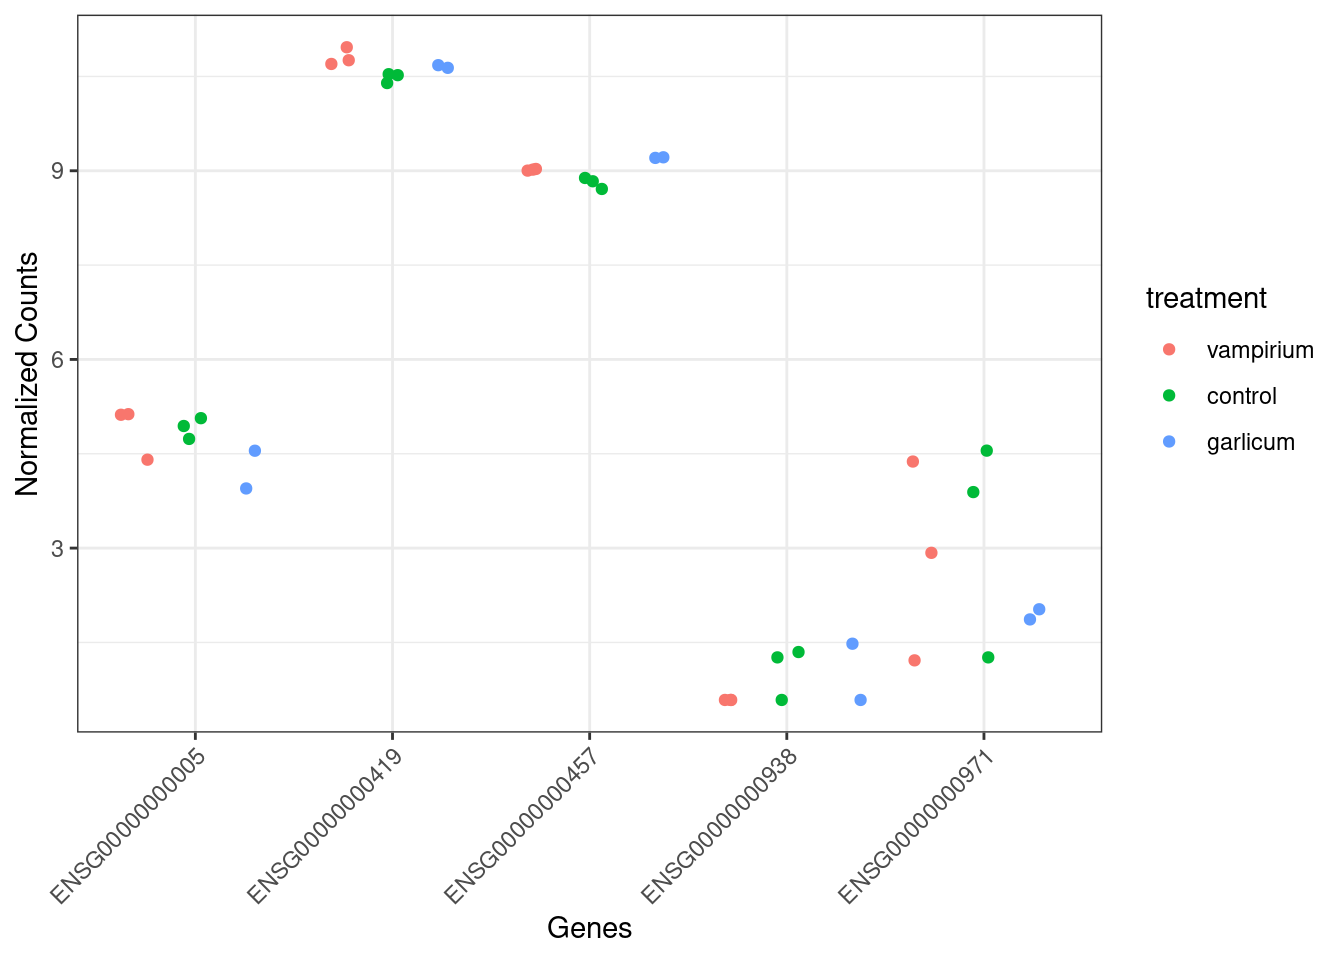 Normalized Counts
9
6
3
ENSG00000000005
ENSG00000000419
ENSG00000000457
ENSG00000000938
ENSG00000000971
Genes
treatment
vampirium
control
garlicum